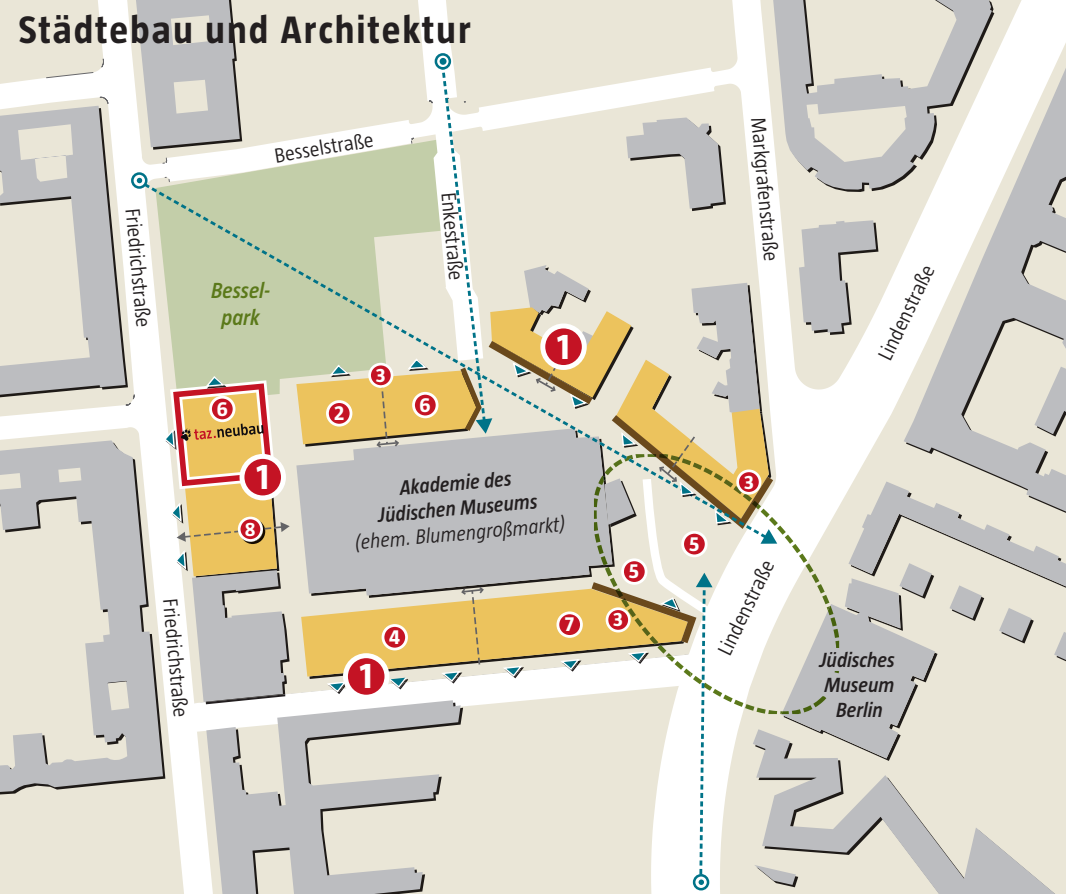 Städtebau und Architektur
Besselstraße
Friedrichstraße
Enkestraße
Markgrafenstraße
Lindenstraße
Bessel-
park
1
3
2
6
6
taz.neubau
1
8
3
Akademie des
Jüdischen Museums
(ehem. Blumengroßmarkt)
5
5
Lindenstraße
Friedrichstraße
4
7
3
1
Jüdisches
Museum
Berlin